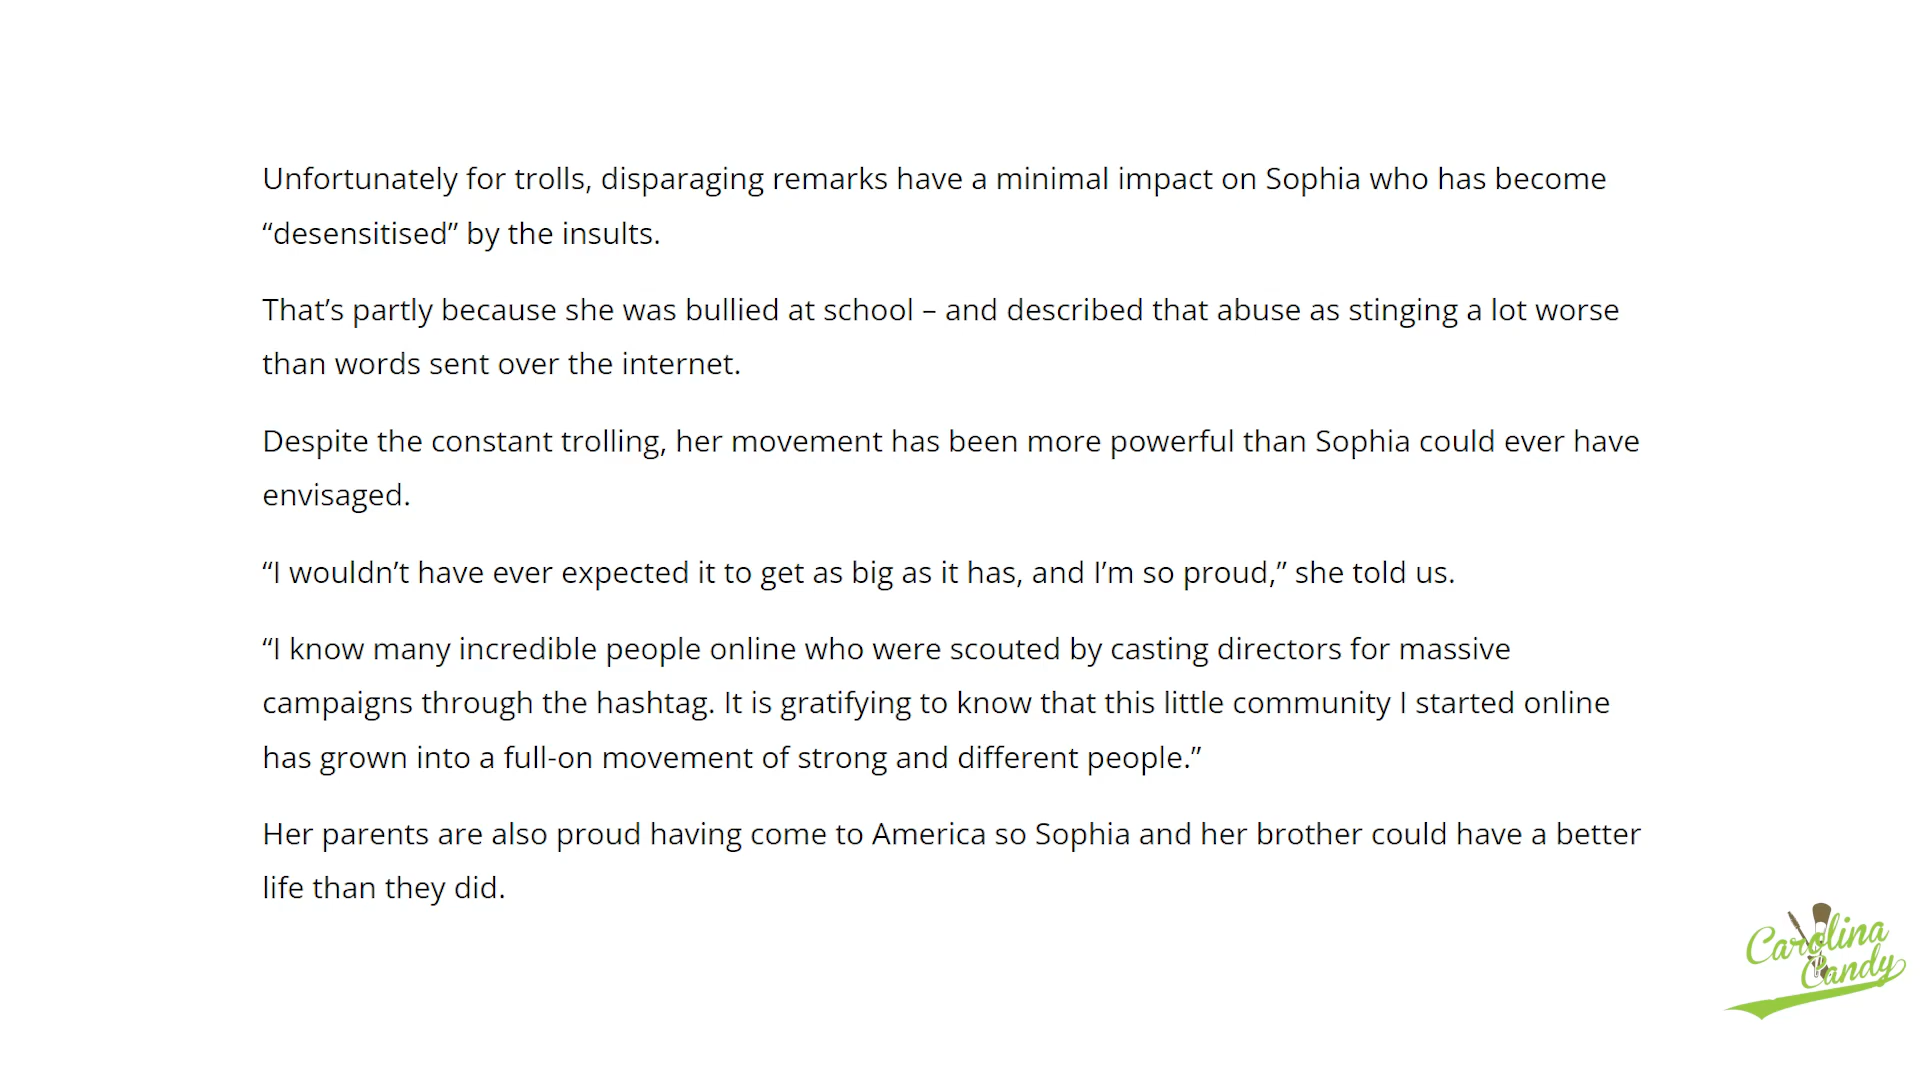 Unfortunately for trolls, disparaging remarks have a minimal impact on Sophia who has become
“desensitised” by the insults.
That’s partly because she was bullied at school – and described that abuse as stinging a lot worse
than words sent over the internet.
Despite the constant trolling, her movement has been more powerful than Sophia could ever have
envisaged.
“I wouldn’t have ever expected it to get as big as it has, and I’m so proud,” she told us.
“I know many incredible people online who were scouted by casting directors for massive
campaigns through the hashtag. It is gratifying to know that this little community I started online
has grown into a full-on movement of strong and different people.”
Her parents are also proud having come to America so Sophia and her brother could have a better
life than they did.
Carolina
Candy